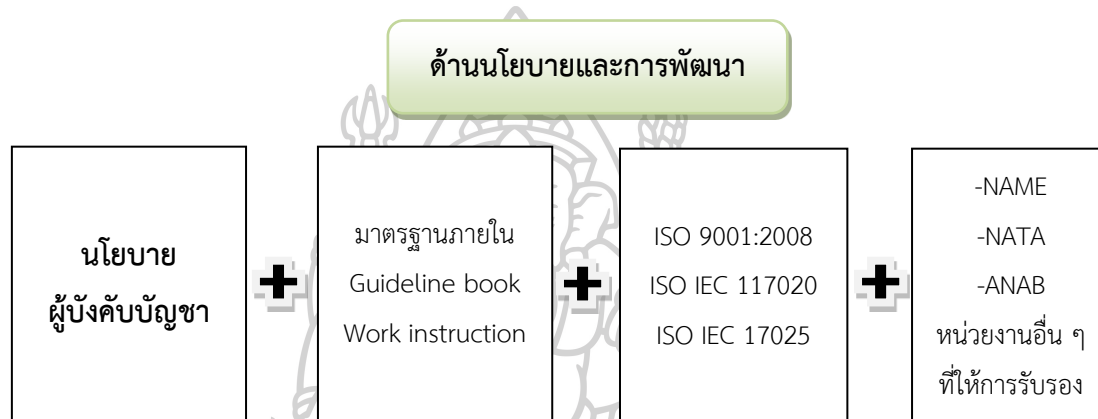 ด้านนโยบายและการพัฒนา
นโยบาย
ผู้บังคับบัญชา
มาตรฐานภายใน
Guideline book
Work instruction
ISO 9001:2008
ISO IEC 117020
ISO IEC 17025
-NAME
-NATA
-ANAB
หน่วยงานอื่น ๆ
ที่ให้การรับรอง